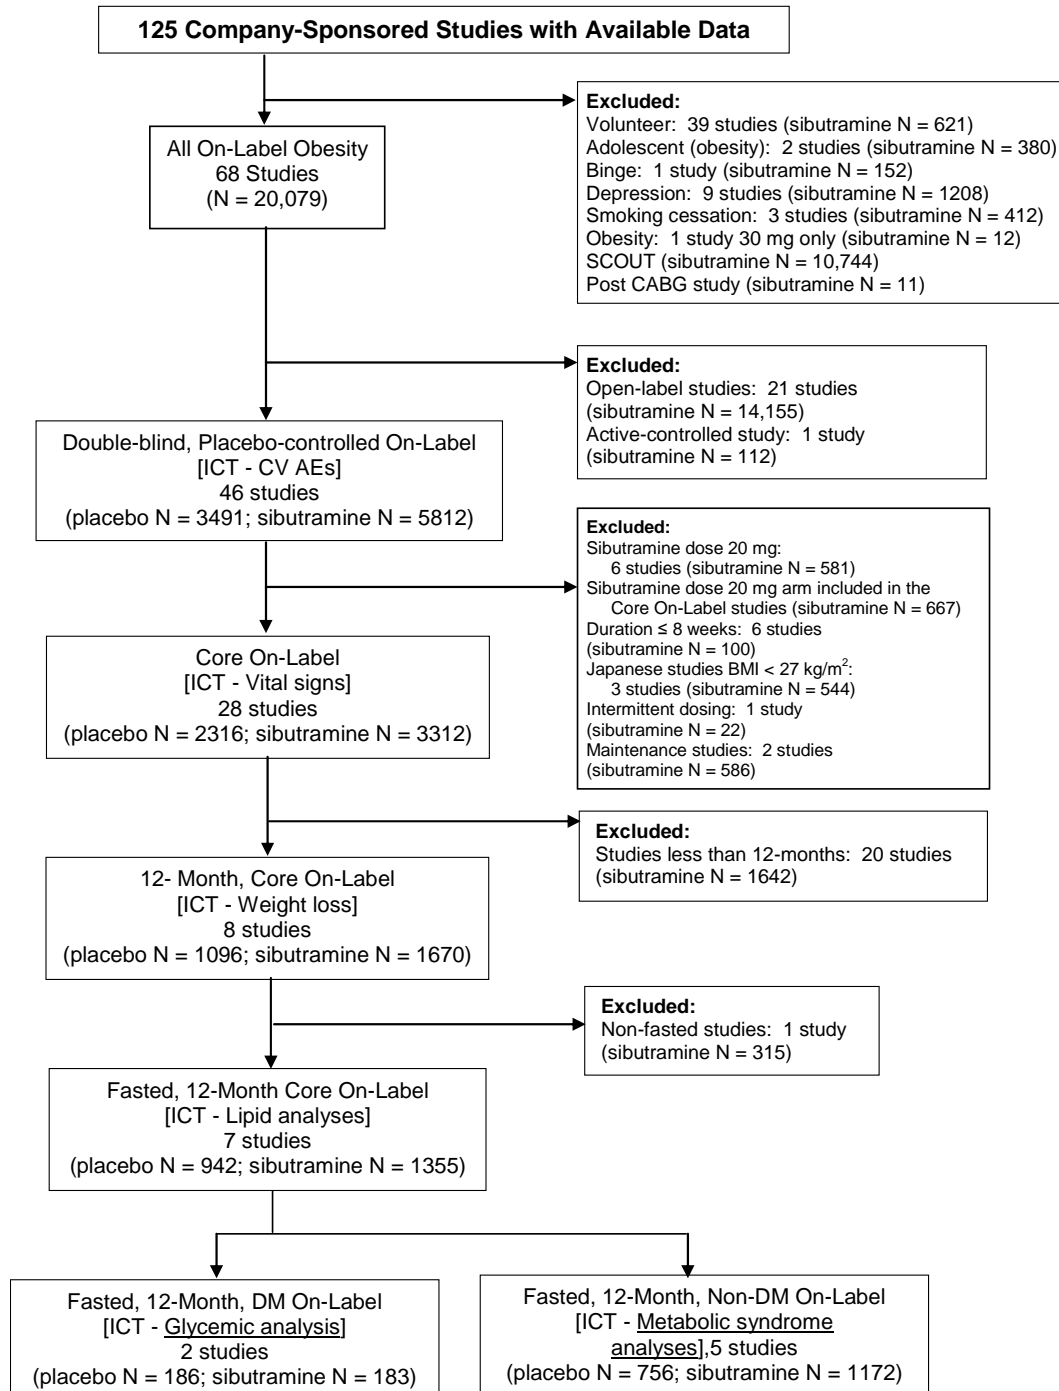 125 Company-Sponsored Studies with Available Data
Excluded:
Volunteer: 39 studies (sibutramine N = 621)
Adolescent (obesity): 2 studies (sibutramine N = 380)
Binge: 1 study (sibutramine N = 152)
Depression: 9 studies (sibutramine N = 1208)
Smoking cessation: 3 studies (sibutramine N = 412)
Obesity: 1 study 30 mg only (sibutramine N = 12)
SCOUT (sibutramine N = 10,744)
Post CABG study (sibutramine N = 11)
All On-Label Obesity
68 Studies
(N = 20,079)
Excluded:
Open-label studies: 21 studies
(sibutramine N = 14,155)
Active-controlled study: 1 study
(sibutramine N = 112)
Double-blind, Placebo-controlled On-Label
[ICT - CV AEs]
46 studies
(placebo N = 3491; sibutramine N = 5812)
Excluded:
Sibutramine dose 20 mg:
6 studies (sibutramine N = 581)
Sibutramine dose 20 mg arm included in the
Core On-Label studies (sibutramine N = 667)
Duration ≤ 8 weeks: 6 studies
(sibutramine N = 100)
Japanese studies BMI < 27 kg/m²:
3 studies (sibutramine N = 544)
Intermittent dosing: 1 study
(sibutramine N = 22)
Maintenance studies: 2 studies
(sibutramine N = 586)
Core On-Label
[ICT - Vital signs]
28 studies
(placebo N = 2316; sibutramine N = 3312)
Excluded:
Studies less than 12-months: 20 studies
(sibutramine N = 1642)
12- Month, Core On-Label
[ICT - Weight loss]
8 studies
(placebo N = 1096; sibutramine N = 1670)
Excluded:
Non-fasted studies: 1 study
(sibutramine N = 315)
Fasted, 12-Month Core On-Label
[ICT - Lipid analyses]
7 studies
(placebo N = 942; sibutramine N = 1355)
Fasted, 12-Month, DM On-Label
[ICT - Glycemic analysis]
2 studies
(placebo N = 186; sibutramine N = 183)
Fasted, 12-Month, Non-DM On-Label
[ICT - Metabolic syndrome
analyses],5 studies
(placebo N = 756; sibutramine N = 1172)